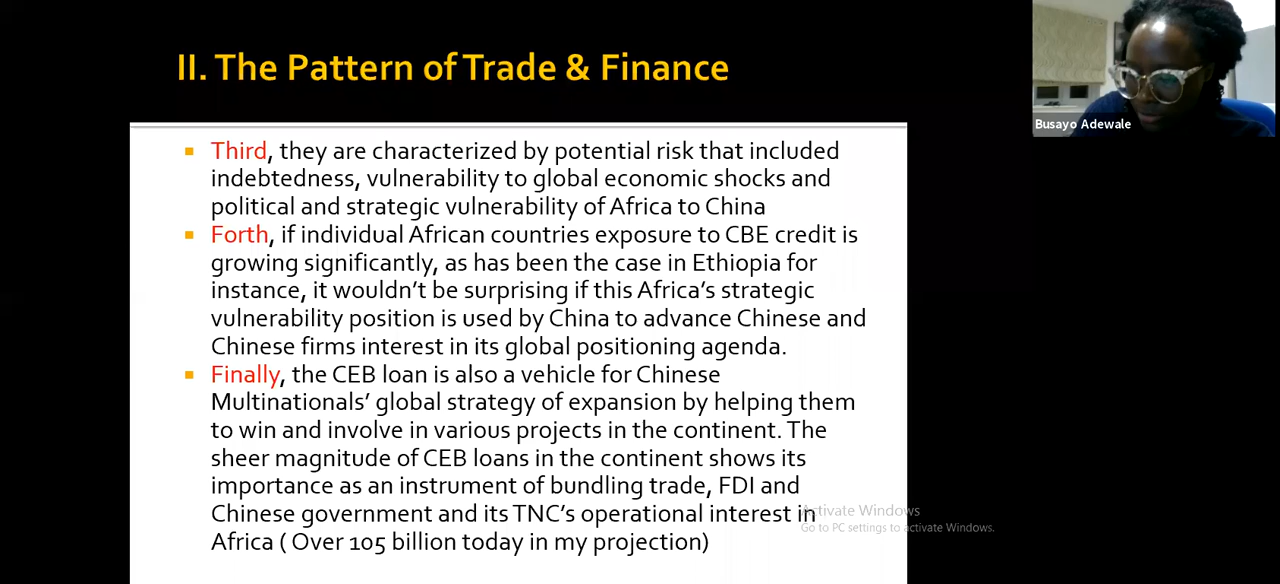 II. The Pattern of Trade & Finance
Busayo Adewale
Third, they are characterized by potential risk that included
indebtedness, vulnerability to global economic shocks and
political and strategic vulnerability of Africa to China
Forth, if individual African countries exposure to CBE credit is
growing significantly, as has been the case in Ethiopia for
instance, it wouldn't be surprising if this Africa's strategic
vulnerability position is used by China to advance Chinese and
Chinese firms interest in its global positioning agenda.
Finally, the CEB loan is also a vehicle for Chinese
Multinationals' global strategy of expansion by helping them
to win and involve in various projects in the continent. The
sheer magnitude of CEB loans in the continent shows its
importance as an instrument of bundling trade, FDI and
Chinese government and its TNC's operational interest in
Africa ( Over 105 billion today in my projection)
Activate Windows
Go to PC settings to activate Windows.